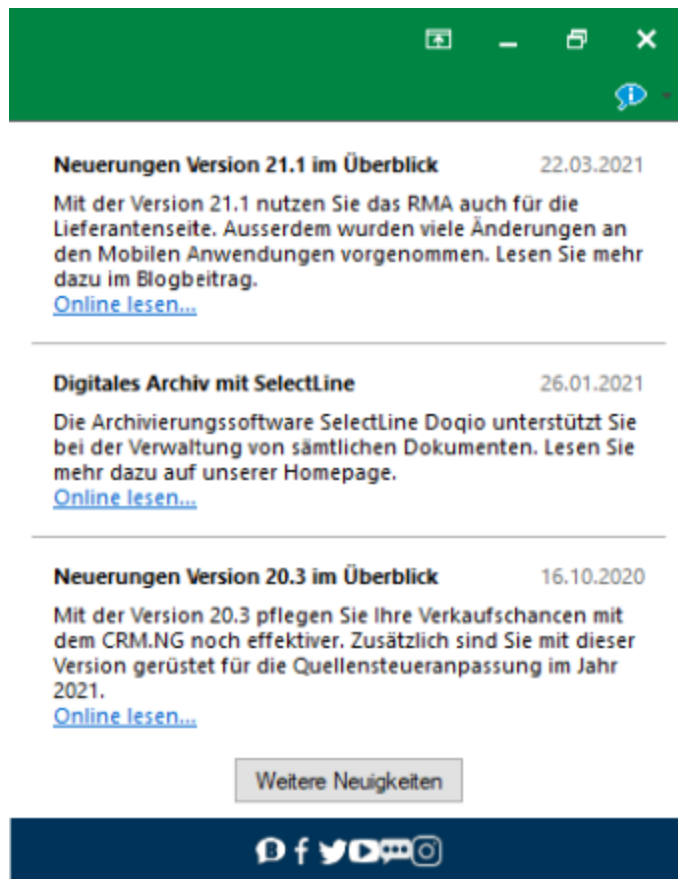 Neuerungen Version 21.1 im Überblick 22.03.2021
Mit der Version 21.1 nutzen Sie das RMA auch für die
Lieferantenseite. Ausserdem wurden viele Änderungen an
den Mobilen Anwendungen vorgenommen. Lesen Sie mehr
dazu im Blogbeitrag.
Online lesen...
Digitales Archiv mit SelectLine 26.01.2021
Die Archivierungssoftware SelectLine Doqio unterstützt Sie
bei der Verwaltung von sämtlichen Dokumenten. Lesen Sie
mehr dazu auf unserer Homepage.
Online lesen...
Neuerungen Version 20.3 im Überblick 16.10.2020
Mit der Version 20.3 pflegen Sie Ihre Verkaufschancen mit
dem CRM.NG noch effektiver. Zusätzlich sind Sie mit dieser
Version gerüstet für die Quellensteueranpassung im Jahr
2021.
Online lesen...
Weitere Neuigkeiten